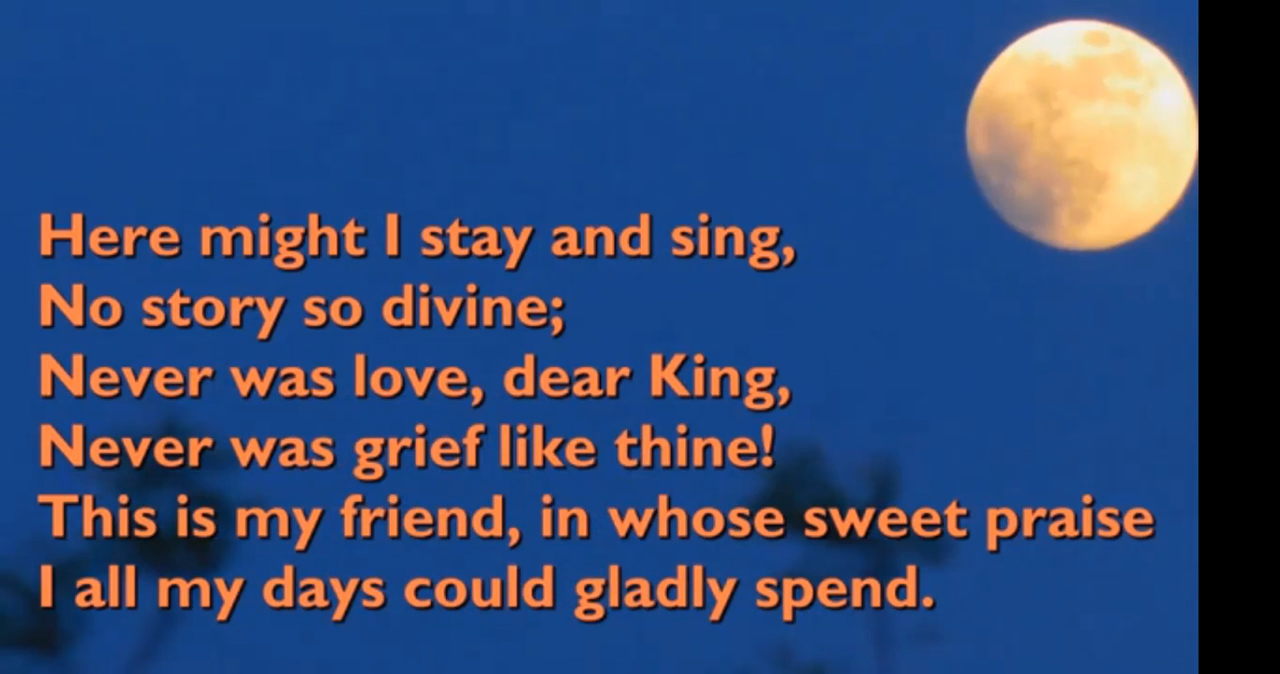 Here might I stay and sing,
No story so divine;
Never was love, dear King,
Never was grief like thine!
This is my friend, in whose sweet praise
I all my days could gladly spend.